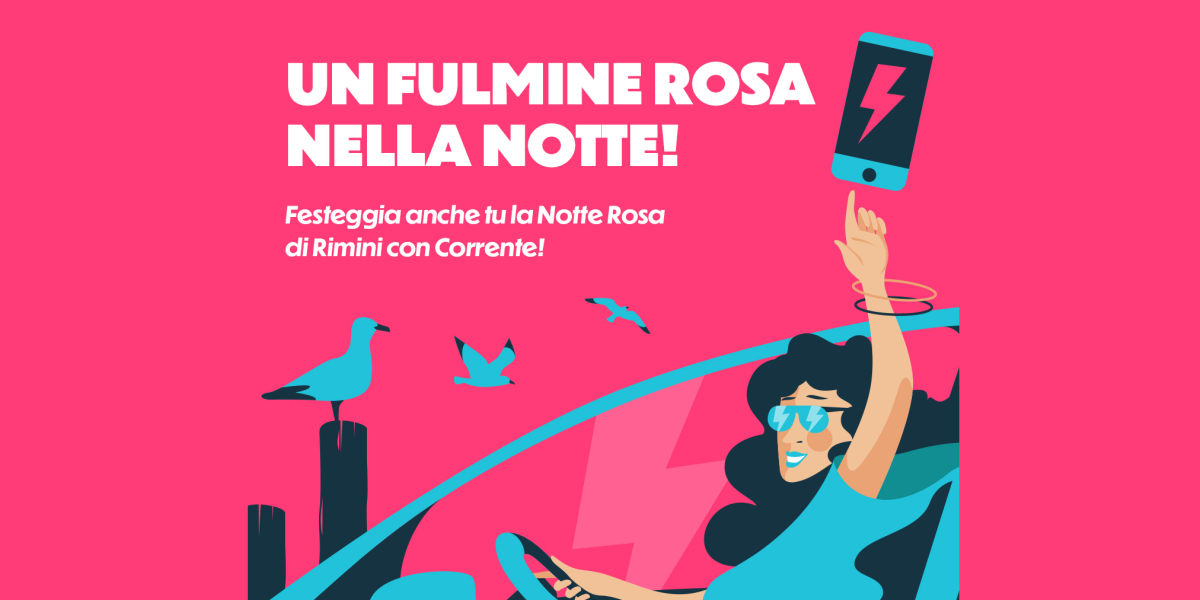 UN FULMINE ROSA
NELLA NOTTE!
Festeggia anche tu la Notte Rosa
di Rimini con Corrente!